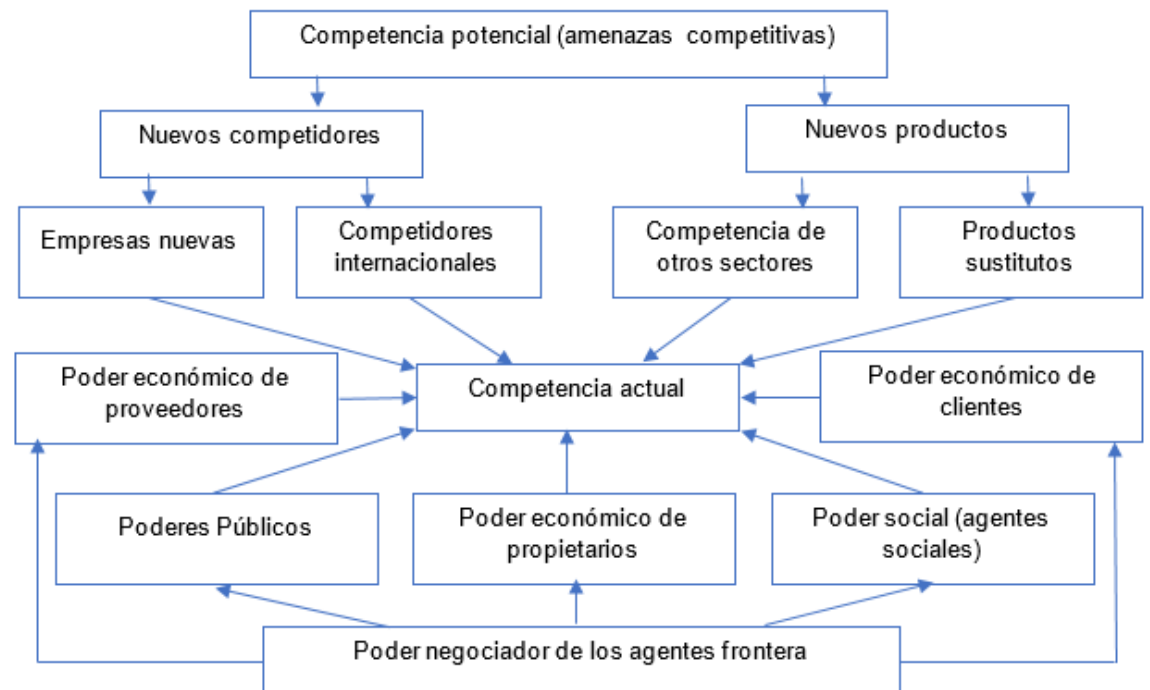 Competencia potencial (amenazas competitivas)
Nuevos competidores
Nuevos productos
Empresas nuevas
Competidores
internacionales
Competencia de
otros sectores
Productos
sustitutos
Poder económico de
proveedores
Competencia actual
Poder económico de
clientes
Poderes Públicos
Poder económico de
propietarios
Poder social (agentes
sociales)
Poder negociador de los agentes frontera